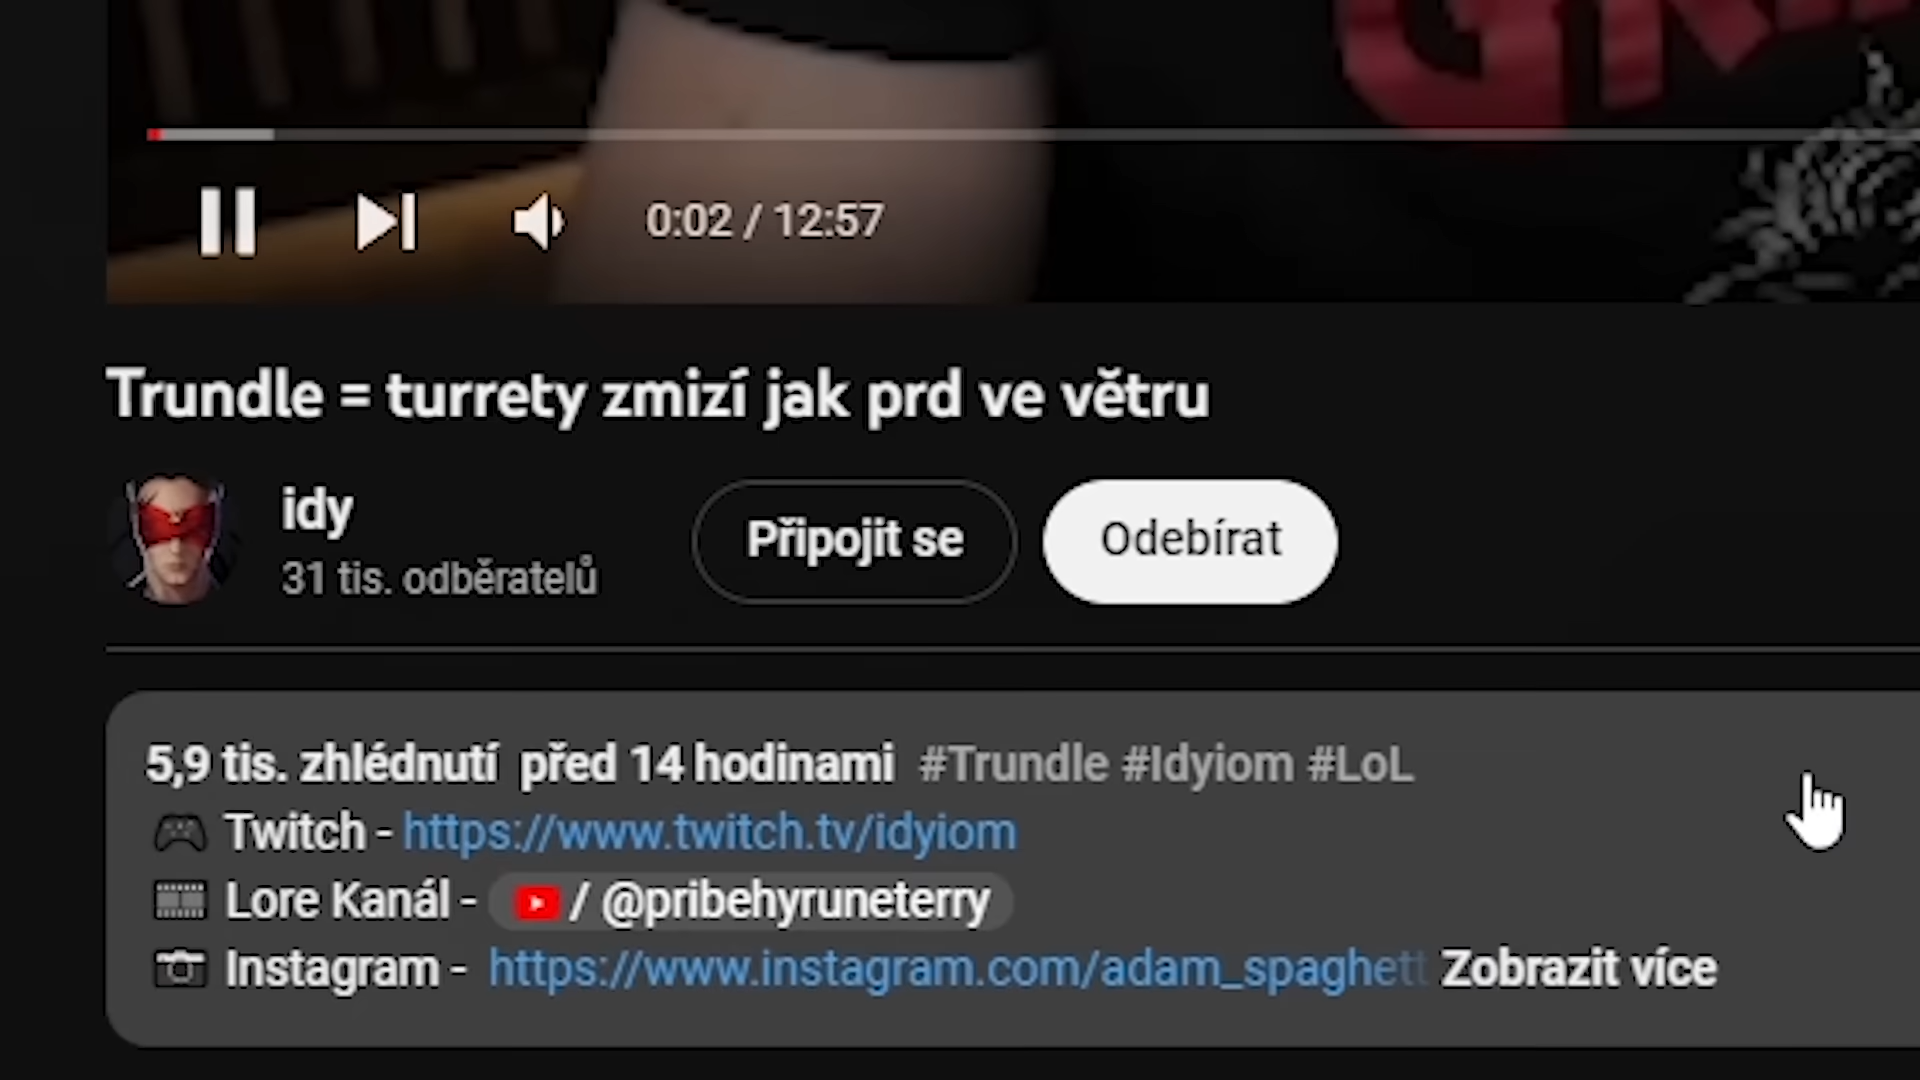 0:02 / 12:57
Trundle = turrety zmizí jak prd ve větru
idy
31 tis. odběratelů
Připojit se
Odebírat
5,9 tis. zhlédnutí před 14 hodinami #Trundle #Idyiom #LoL
Twitch - https://www.twitch.tv/idyiom
Lore Kanál - / @pribehyruneterry
Instagram - https://www.instagram.com/adam_spaghett Zobrazit více